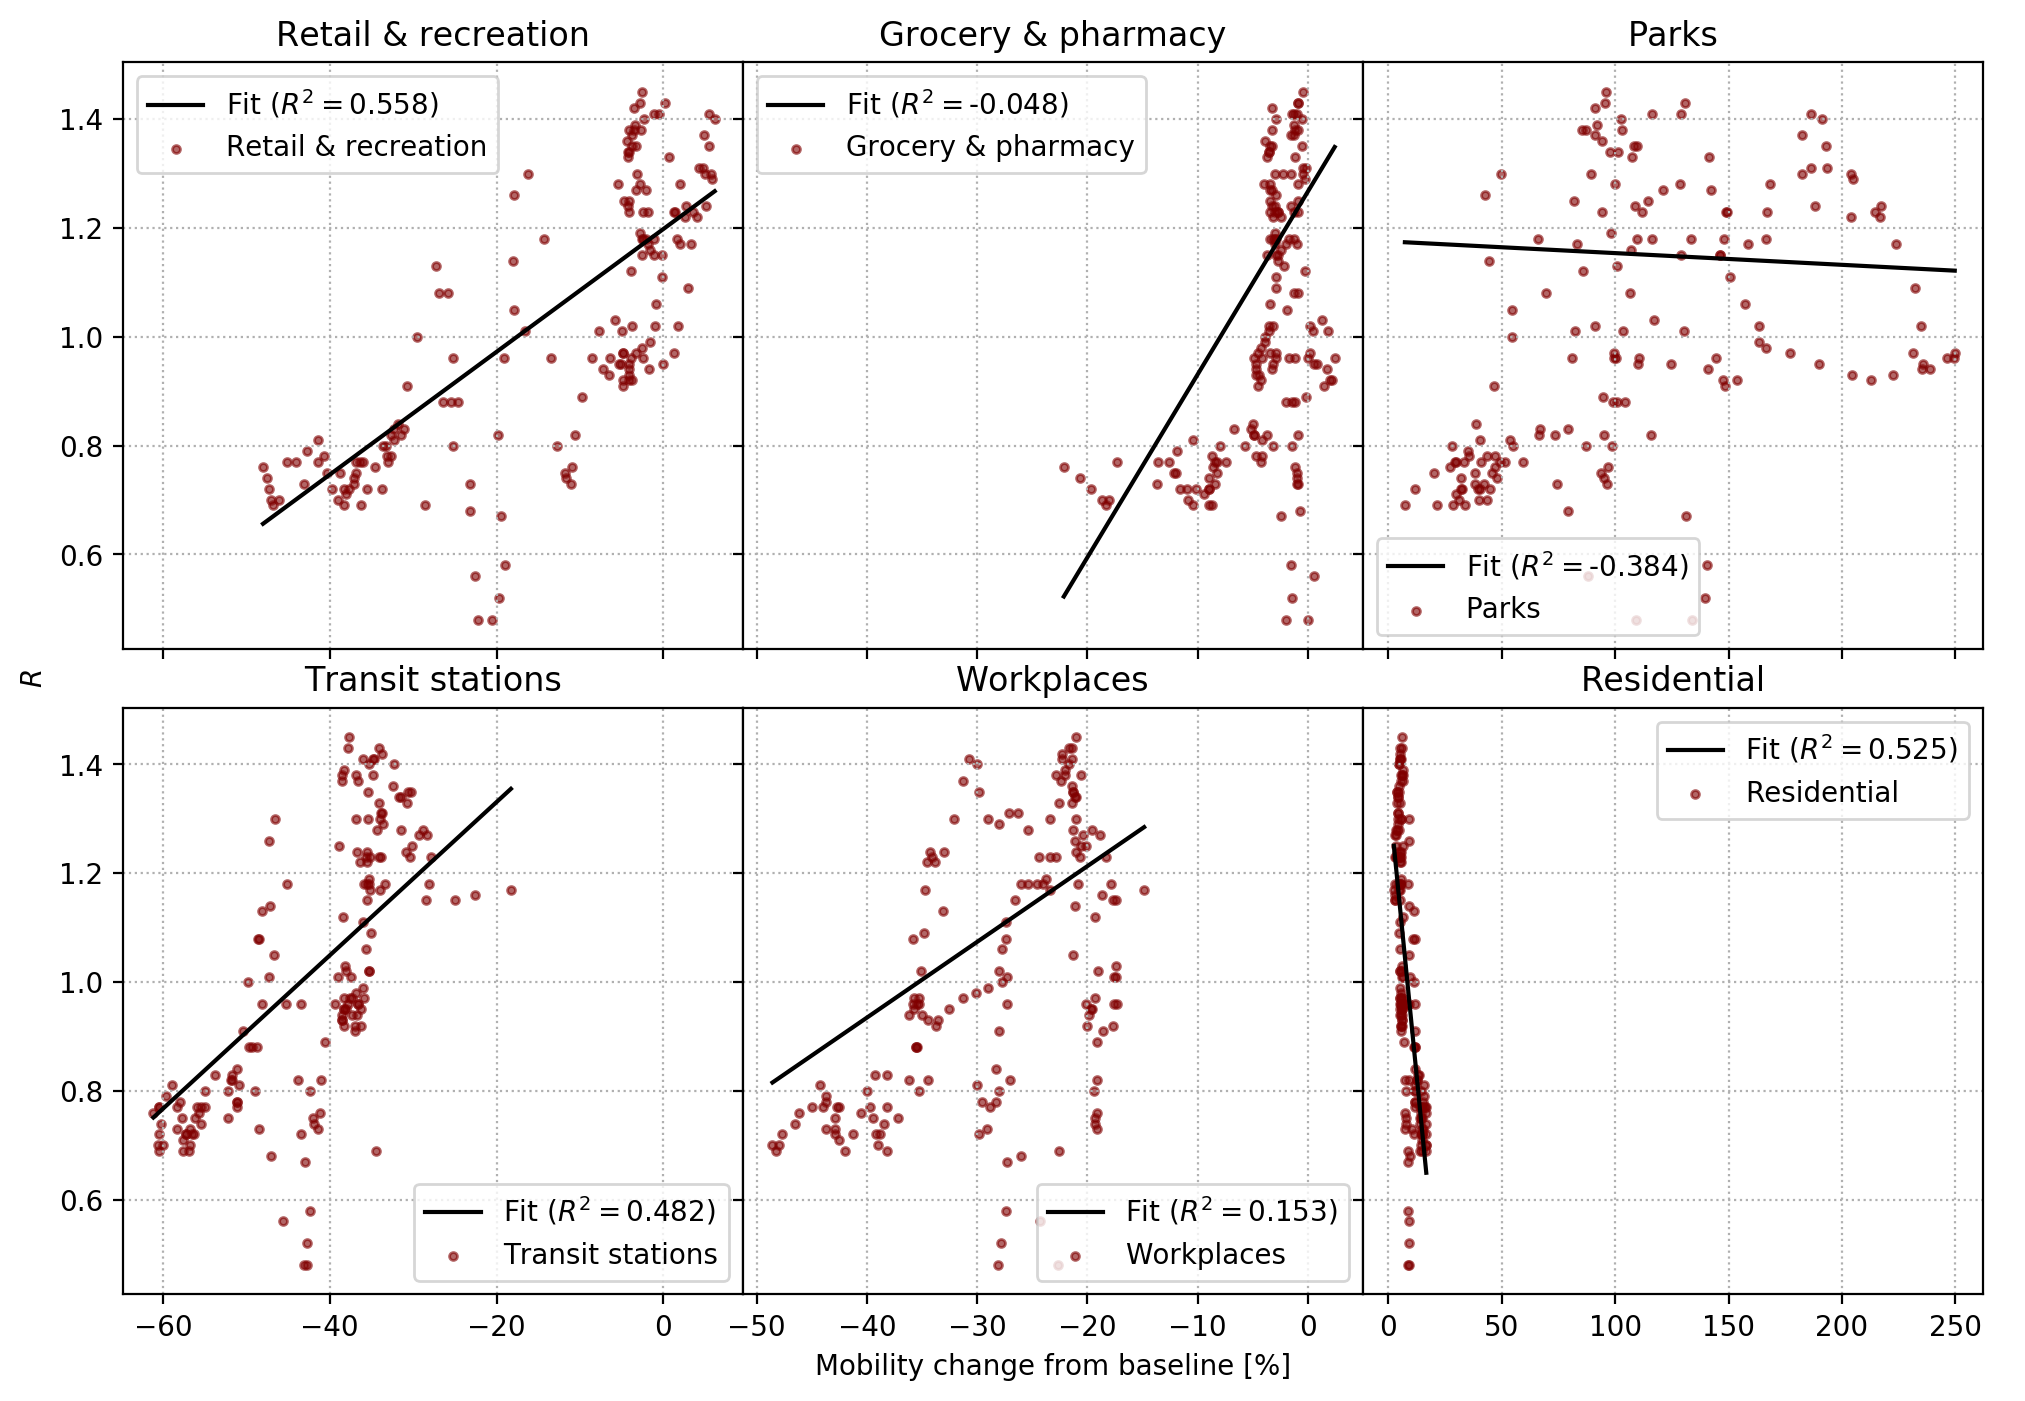 Retail & recreation
Grocery & pharmacy
Parks
Fit (R² = 0.558)
Retail & recreation
Fit (R² = -0.048)
Grocery & pharmacy
Fit (R² = -0.384)
Parks
1.4
1.2
1.0
0.8
0.6
R
Transit stations
Workplaces
Residential
Fit (R² = 0.482)
Transit stations
Fit (R² = 0.153)
Workplaces
Fit (R² = 0.525)
Residential
1.4
1.2
1.0
0.8
0.6
−60 −40 −20 0 −50 −40 −30 −20 −10 0 0 50 100 150 200 250
Mobility change from baseline [%]